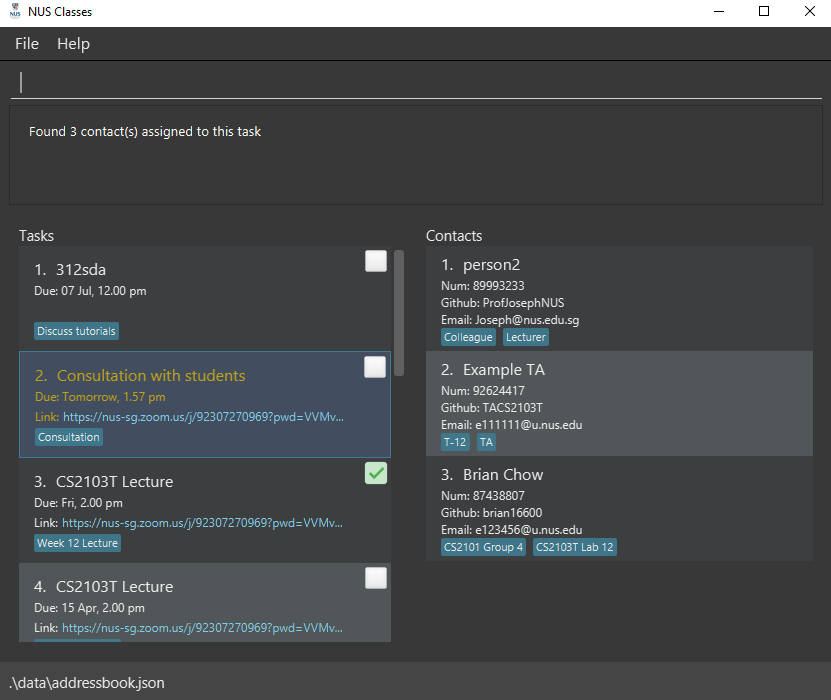 NUS Classes
File Help
Found 3 contact(s) assigned to this task
Tasks
1. 312sda
Due: 07 Jul, 12.00 pm
Discuss tutorials
2. Consultation with students
Due: Tomorrow, 1.57 pm
Link: https://nus-sg.zoom.us/j/92307270969?pwd=VVMv...
Consultation
3. CS2103T Lecture
Due: Fri, 2.00 pm
Link: https://nus-sg.zoom.us/j/92307270969?pwd=VVMv...
Week 12 Lecture
4. CS2103T Lecture
Due: 15 Apr, 2.00 pm
Link: https://nus-sg.zoom.us/j/92307270969?pwd=VVMv...
Contacts
1. person2
Num: 89993233
Github: ProfJosephNUS
Email: Joseph@nus.edu.sg
Colleague Lecturer
2. Example TA
Num: 92624417
Github: TACS2103T
Email: e111111@u.nus.edu
T-12 TA
3. Brian Chow
Num: 87438807
Github: brian16600
Email: e123456@u.nus.edu
CS2101 Group 4 CS2103T Lab 12
.\data\addressbook.json